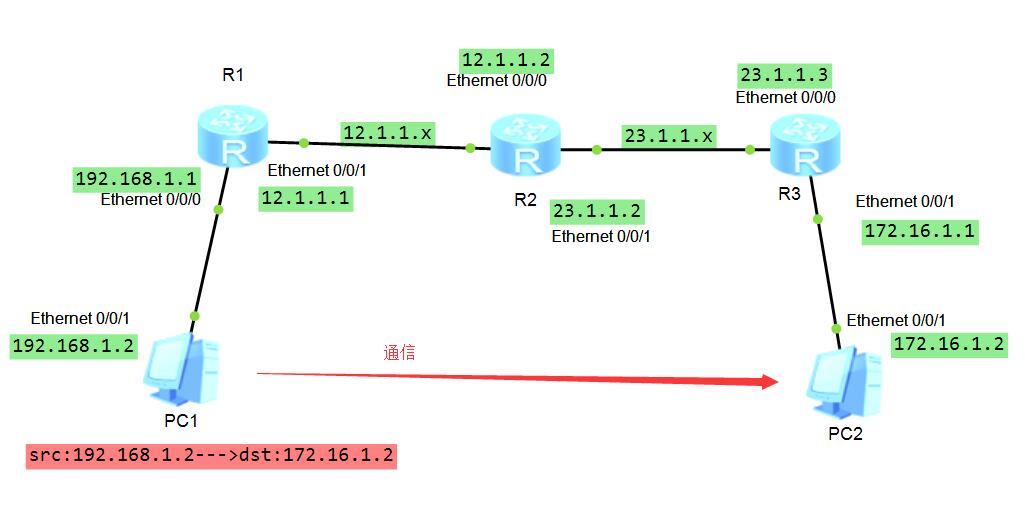 R1
12.1.1.2
Ethernet 0/0/0
23.1.1.3
Ethernet 0/0/0
12.1.1.x
23.1.1.x
R
R
R
Ethernet 0/0/1
12.1.1.1
192.168.1.1
Ethernet 0/0/0
R2
23.1.1.2
Ethernet 0/0/1
R3
Ethernet 0/0/1
172.16.1.1
Ethernet 0/0/1
192.168.1.2
Ethernet 0/0/1
172.16.1.2
通信
PC1
PC2
src:192.168.1.2--->dst:172.16.1.2